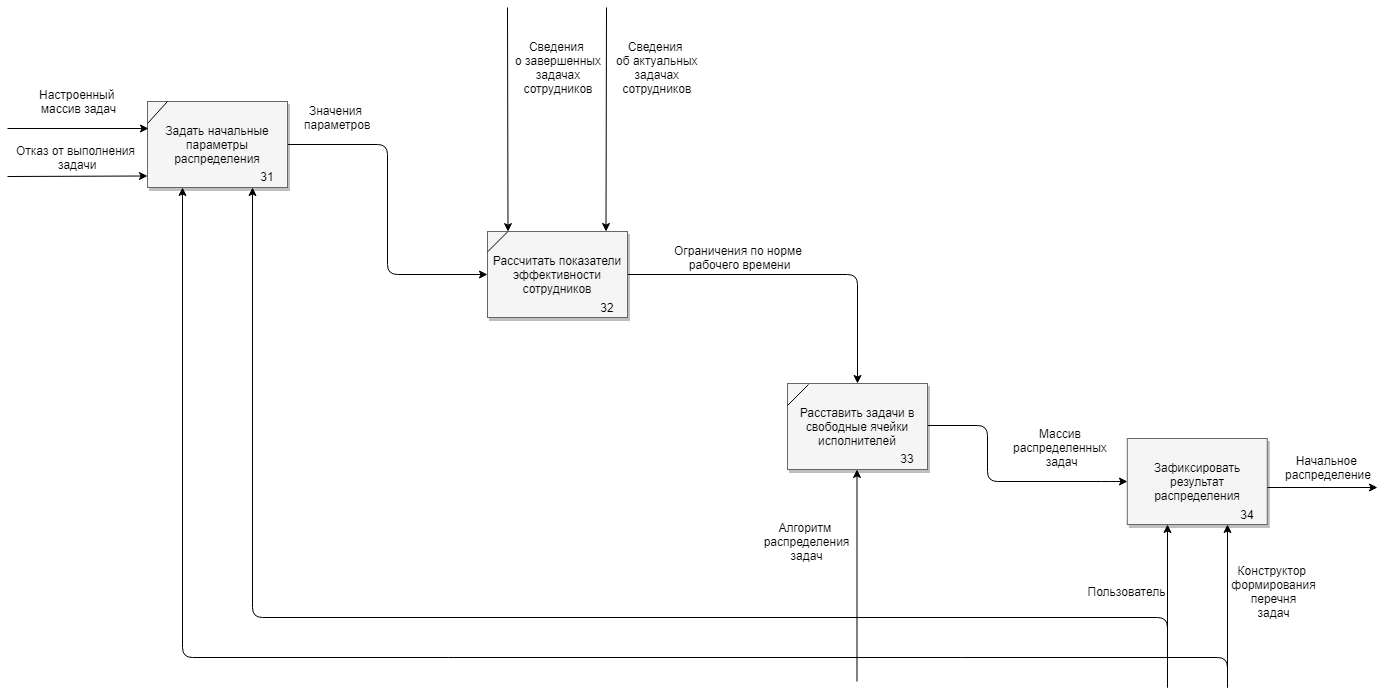 Настроенный
массив задач
Отказ от выполнения
задачи
Задать начальные
параметры
распределения
31
Значения
параметров
Сведения
о завершенных
задачах
сотрудников
Сведения
об актуальных
задачах
сотрудников
Рассчитать показатели
эффективности
сотрудников
32
Ограничения по норме
рабочего времени
Расставить задачи в
свободные ячейки
исполнителей
33
Алгоритм
распределения
задач
Массив
распределенных
задач
Зафиксировать
результат
распределения
34
Начальное
распределение
Пользователь
Конструктор
формирования
перечня
задач